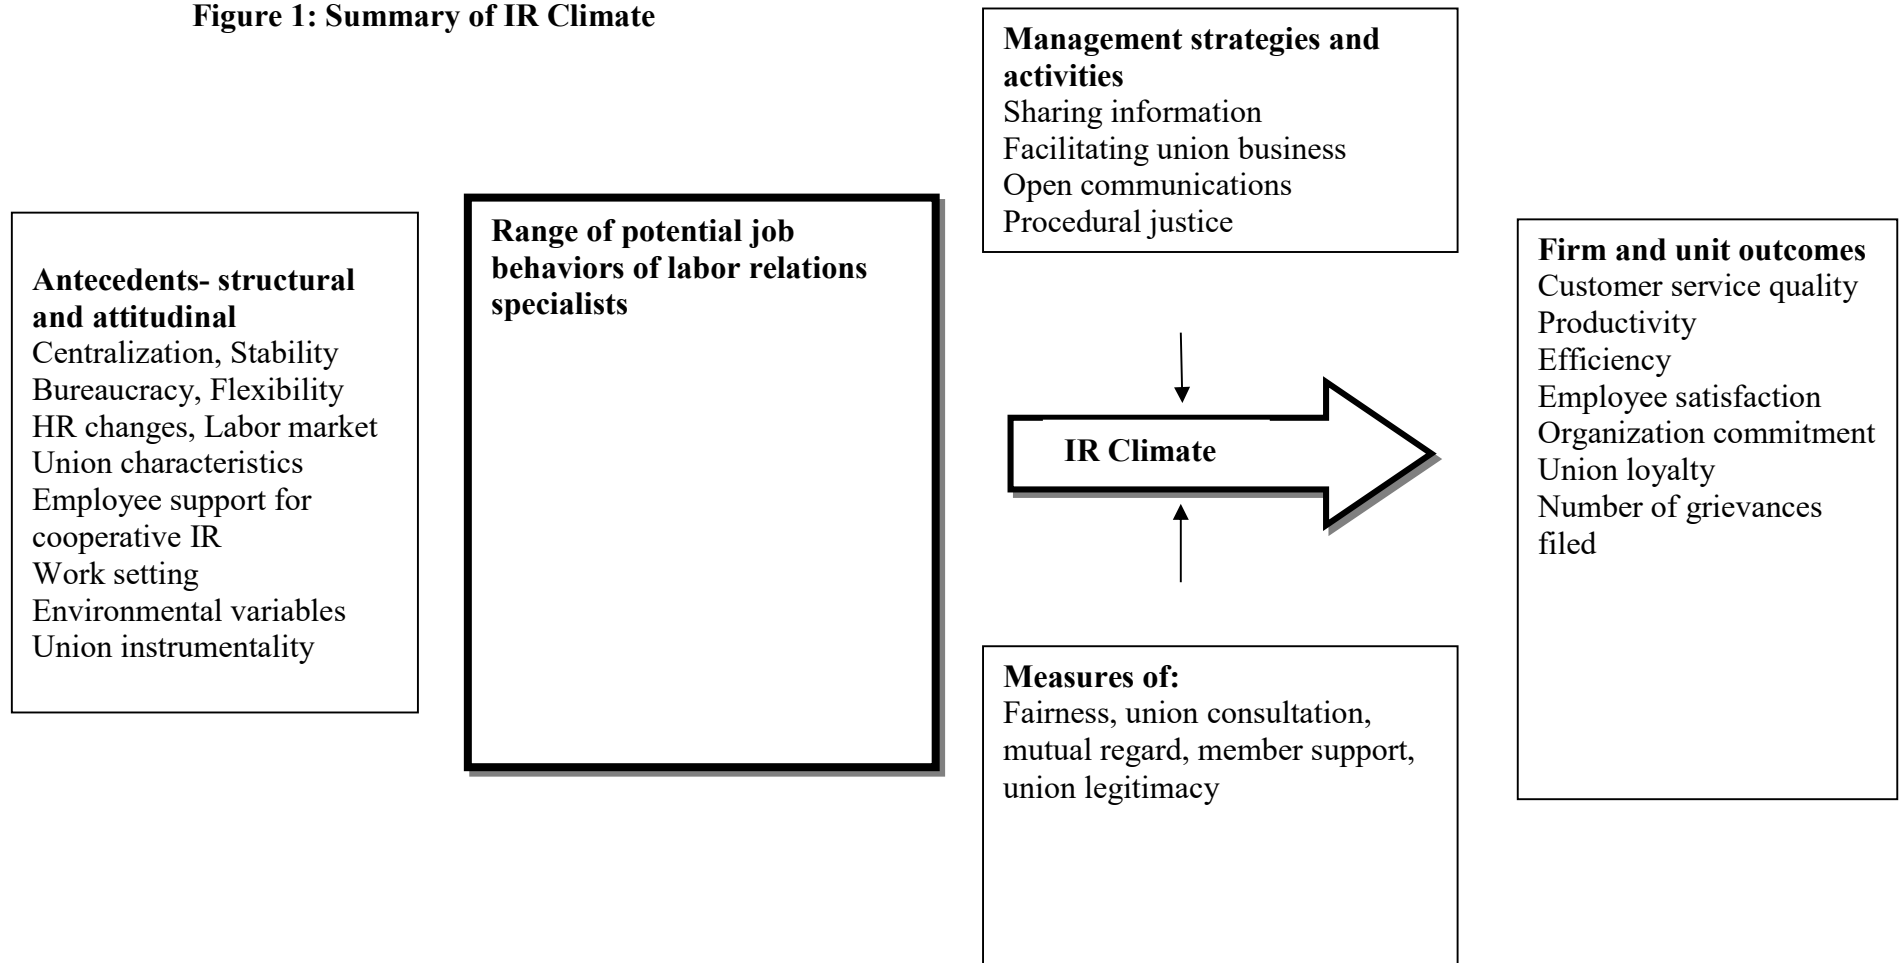 Figure 1: Summary of IR Climate
Antecedents- structural
and attitudinal
Centralization, Stability
Bureaucracy, Flexibility
HR changes, Labor market
Union characteristics
Employee support for
cooperative IR
Work setting
Environmental variables
Union instrumentality
Range of potential job
behaviors of labor relations
specialists
Management strategies and
activities
Sharing information
Facilitating union business
Open communications
Procedural justice
IR Climate
Measures of:
Fairness, union consultation,
mutual regard, member support,
union legitimacy
Firm and unit outcomes
Customer service quality
Productivity
Efficiency
Employee satisfaction
Organization commitment
Union loyalty
Number of grievances
filed